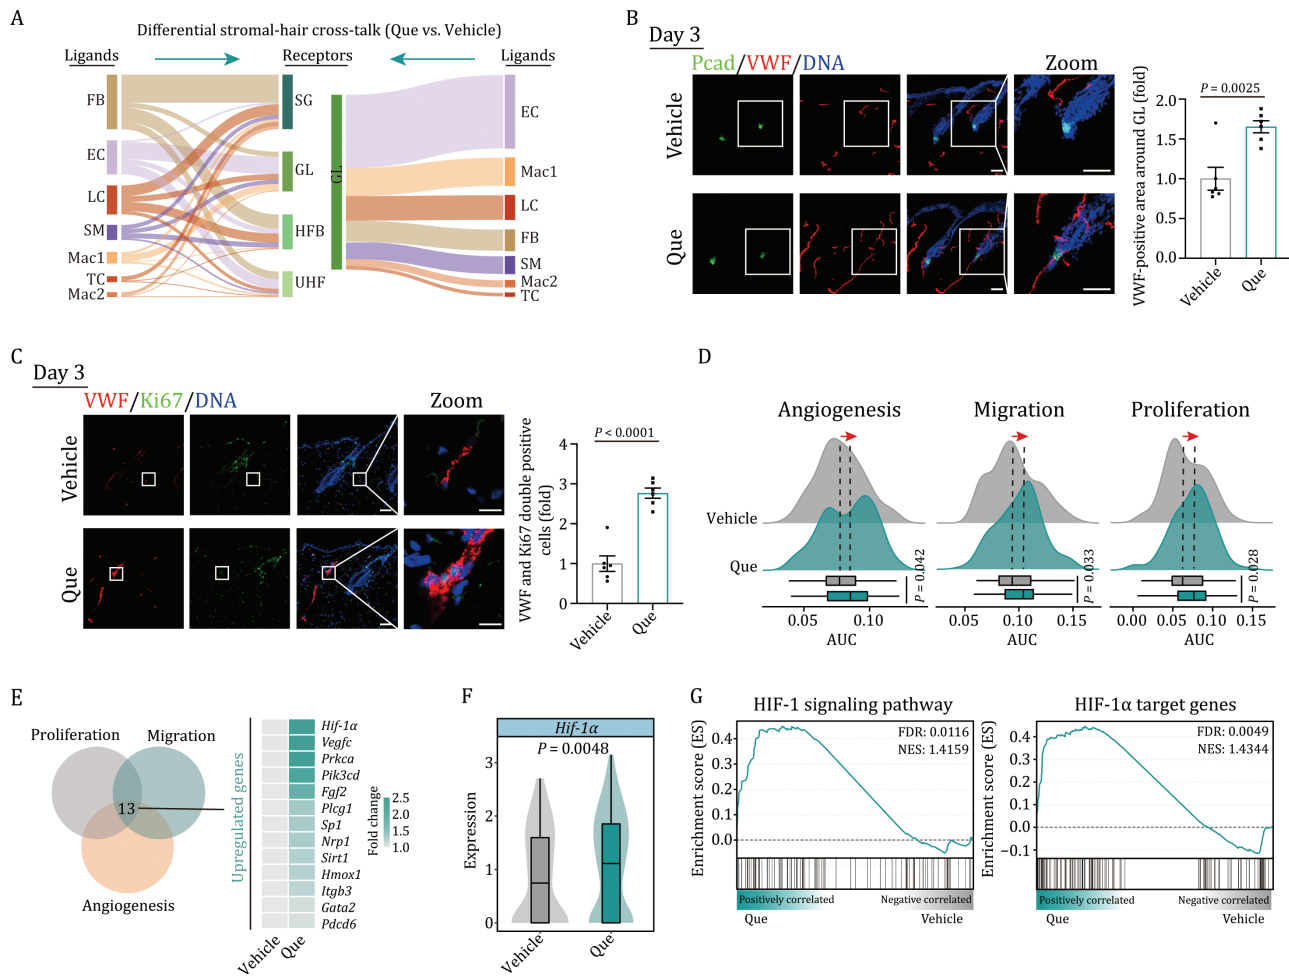 A
Differential stromal-hair cross-talk (Que vs. Vehicle)
Ligands
Receptors
Ligands
FB
EC
LC
SM
Mac1
TC
Mac2
SG
GL
HFB
UHF
GL
EC
Mac1
LC
FB
SM
Mac2
TC
B
Day 3
Pcad/VWF/DNA
Zoom
Vehicle
Que
VWF-positive area around GL (fold)
P = 0.0025
2.0
1.5
1.0
0.5
0.0
Vehicle
Que
C
Day 3
VWF/Ki67/DNA
Zoom
Vehicle
Que
VWF and Ki67 double positive
cells (fold)
P < 0.0001
4
3
2
1
0
Vehicle
Que
D
Angiogenesis
Migration
Proliferation
Vehicle
Que
P = 0.042
P = 0.033
P = 0.028
0.05
0.10
0.05
0.10
0.15
0.00
0.05
0.10
0.15
AUC
AUC
AUC
E
Proliferation
Migration
13
Angiogenesis
Upregulated genes
Hif-1α
Vegfc
Prkca
Pik3cd
Fgf2
Plcg1
Sp1
Nrp1
Sirt1
Hmox1
Itgb3
Gata2
Pdcd6
Vehicle
Que
Fold change
2.5
2.0
1.5
1.0
F
Hif-1α
P = 0.0048
Expression
3
2
1
0
Vehicle
Que
G
HIF-1 signaling pathway
FDR: 0.0116
NES: 1.4159
Enrichment score (ES)
0.4
0.3
0.2
0.1
0.0
Positively correlated
Negative correlated
Que
Vehicle
HIF-1α target genes
FDR: 0.0049
NES: 1.4344
Enrichment score (ES)
0.4
0.3
0.2
0.1
0.0
−0.1
Positively correlated
Negative correlated
Que
Vehicle